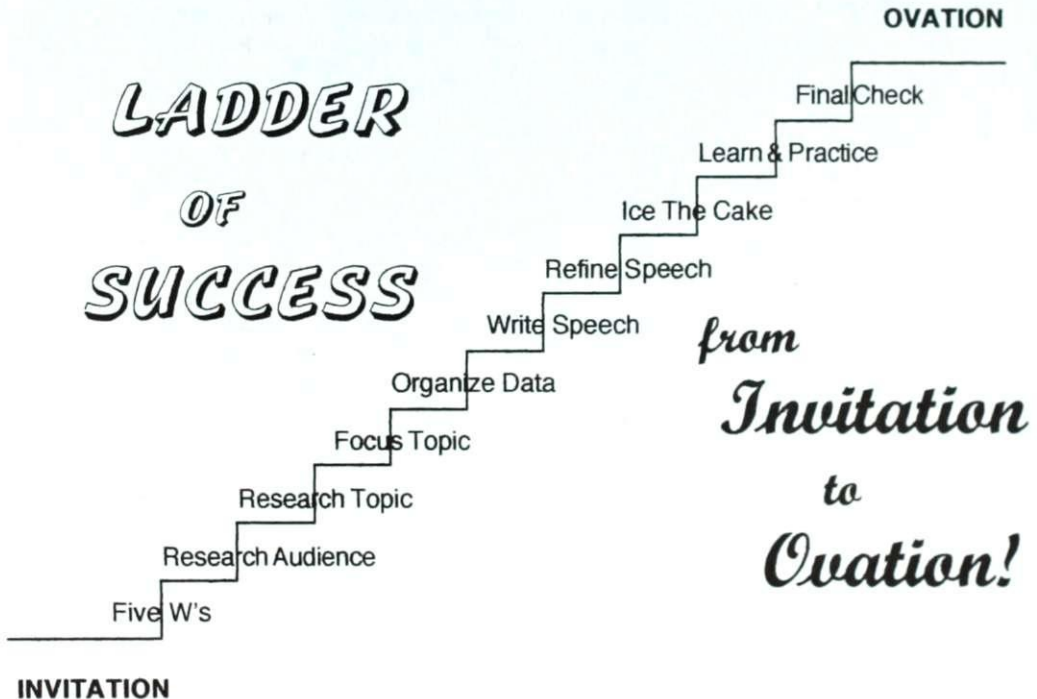 OVATION
LADDER
OF
SUCCESS
Final Check
Learn & Practice
Ice The Cake
Refine Speech
Write Speech
Organize Data
Focus Topic
Research Topic
Research Audience
Five W's
INVITATION
from
Invitation
to
Ovation!